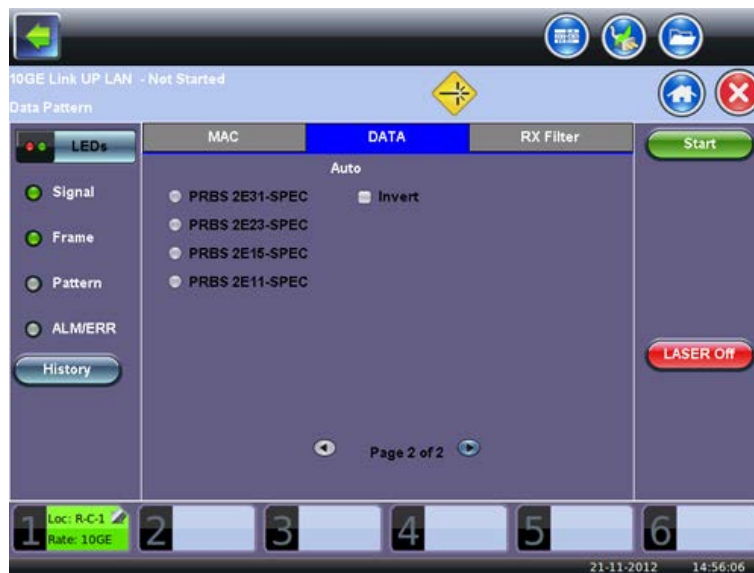 10GE Link UP LAN - Not Started
Data Pattern
LEDs
MAC
DATA
RX Filter
Start
Auto
Signal
PRBS 2E31-SPEC
Invert
PRBS 2E23-SPEC
Frame
PRBS 2E15-SPEC
Pattern
PRBS 2E11-SPEC
ALM/ERR
LASER Off
History
Page 2 of 2
1
Loc: R-C-1
Rate: 10GE
2
3
4
5
6
21-11-2012 14:56:06